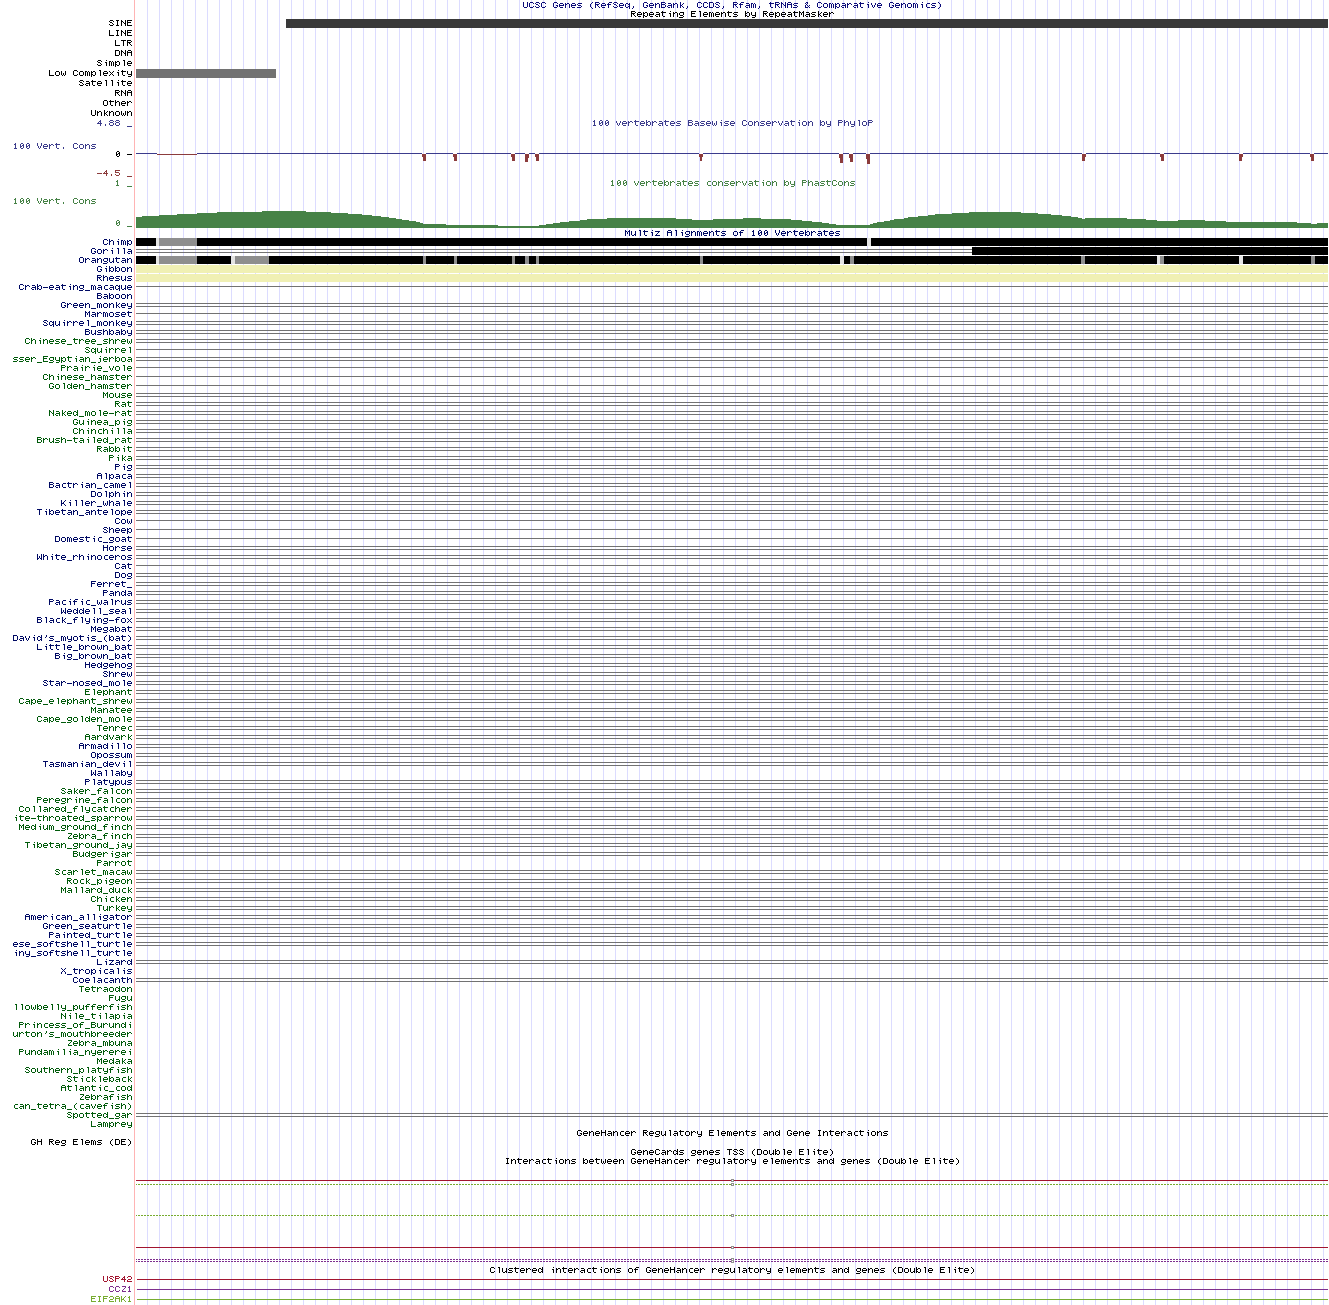 UCSC Genes (RefSeq, GenBank, CCDS, Rfam, tRNAs & Comparative Genomics)
Repeating Elements by RepeatMasker
SINE
LINE
LTR
DNA
Simple
Low Complexity
Satellite
RNA
Other
Unknown
4.88 _
100 vertebrates Basewise Conservation by PhyloP
100 Vert. Cons
0 _
-4.5 _
1 _
100 vertebrates conservation by PhastCons
100 Vert. Cons
0 _
Multiz Alignments of 100 Vertebrates
Chimp
Gorilla
Orangutan
Gibbon
Rhesus
Crab-eating_macaque
Baboon
Green_monkey
Marmoset
Squirrel_monkey
Bushbaby
Chinese_tree_shrew
Squirrel
sser_Egyptian_jerboa
Prairie_vole
Chinese_hamster
Golden_hamster
Mouse
Rat
Naked_mole-rat
Guinea_pig
Chinchilla
Brush-tailed_rat
Rabbit
Pika
Pig
Alpaca
Bactrian_camel
Dolphin
Killer_whale
Tibetan_antelope
Cow
Sheep
Domestic_goat
Horse
White_rhinoceros
Cat
Dog
Ferret_
Panda
Pacific_walrus
Weddell_seal
Black_flying-fox
Megabat
David's_myotis_(bat)
Little_brown_bat
Big_brown_bat
Hedgehog
Shrew
Star-nosed_mole
Elephant
Cape_elephant_shrew
Manatee
Cape_golden_mole
Tenrec
Aardvark
Armadillo
Opossum
Tasmanian_devil
Wallaby
Platypus
Saker_falcon
Peregrine_falcon
Collared_flycatcher
ite-throated_sparrow
Medium_ground_finch
Zebra_finch
Tibetan_ground_jay
Budgerigar
Parrot
Scarlet_macaw
Rock_pigeon
Mallard_duck
Chicken
Turkey
American_alligator
Green_seaturtle
Painted_turtle
ese_softshell_turtle
iny_softshell_turtle
Lizard
X_tropicalis
Coelacanth
Tetraodon
Fugu
llowbelly_pufferfish
Nile_tilapia
Princess_of_Burundi
urton's_mouthbreeder
Zebra_mbuna
Pundamilia_nyererei
Medaka
Southern_platyfish
Stickleback
Atlantic_cod
Zebrafish
can_tetra_(cavefish)
Spotted_gar
Lamprey
GeneHancer Regulatory Elements and Gene Interactions
GH Reg Elems (DE)
GeneCards genes TSS (Double Elite)
Interactions between GeneHancer regulatory elements and genes (Double Elite)
Clustered interactions of GeneHancer regulatory elements and genes (Double Elite)
USP42
CCZ1
EIF2AK1